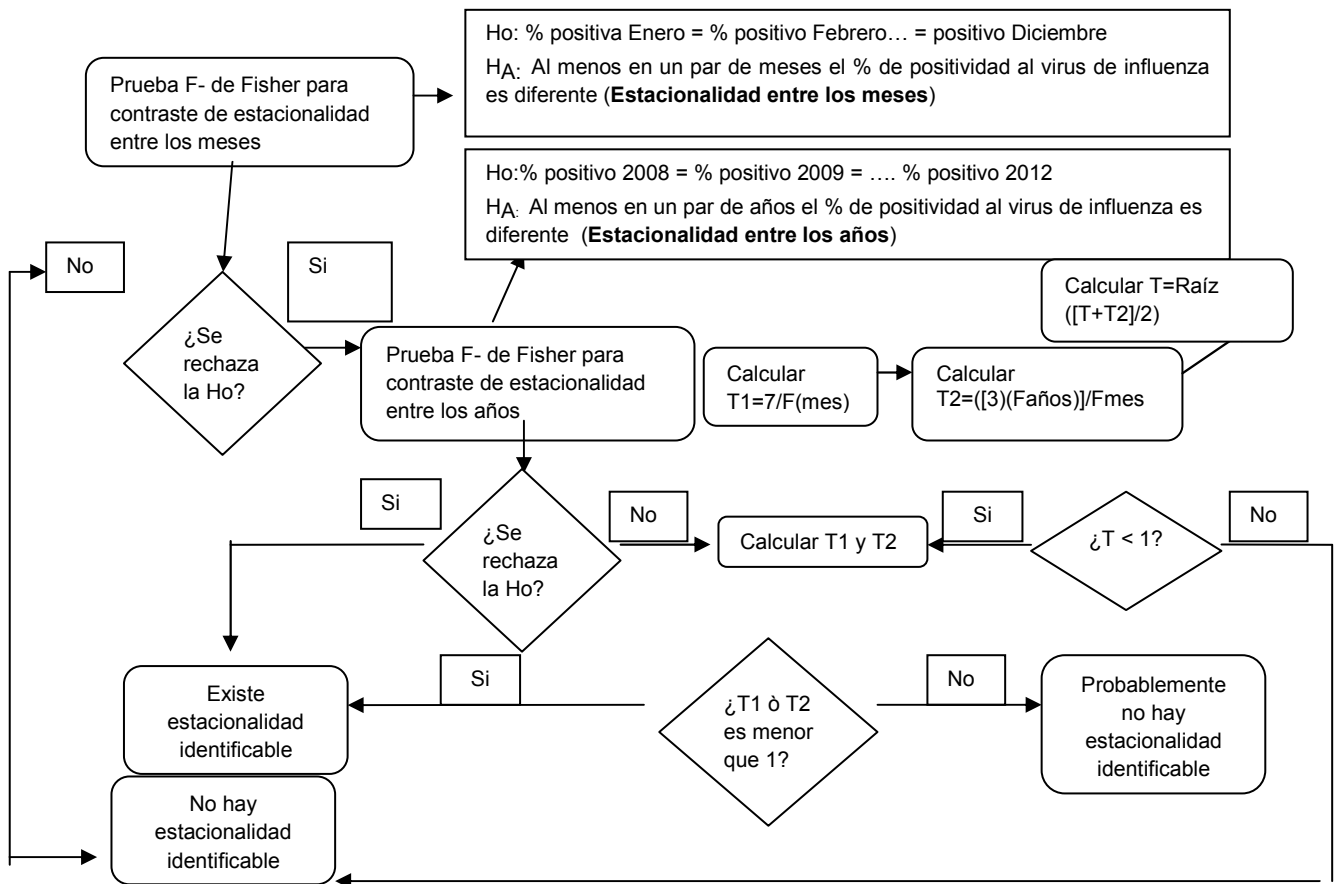 Ho: % positiva Enero = % positivo Febrero… = positivo Diciembre
HA: Al menos en un par de meses el % de positividad al virus de influenza
es diferente (Estacionalidad entre los meses)
Prueba F- de Fisher para
contraste de estacionalidad
entre los meses
Ho:% positivo 2008 = % positivo 2009 = …. % positivo 2012
HA: Al menos en un par de años el % de positividad al virus de influenza es
diferente (Estacionalidad entre los años)
No
Si
¿Se
rechaza
la Ho?
Prueba F- de Fisher para
contraste de estacionalidad
entre los años
Calcular
T1=7/F(mes)
Calcular
T2=([3)(Faños)]/Fmes
Calcular T=Raíz
([T+T2]/2)
Si
¿Se
rechaza
la Ho?
No
Calcular T1 y T2
Si
¿T < 1?
No
Existe
estacionalidad
identificable
Si
¿T1 ò T2
es menor
que 1?
No
Probablemente
no hay
estacionalidad
identificable
No hay
estacionalidad
identificable